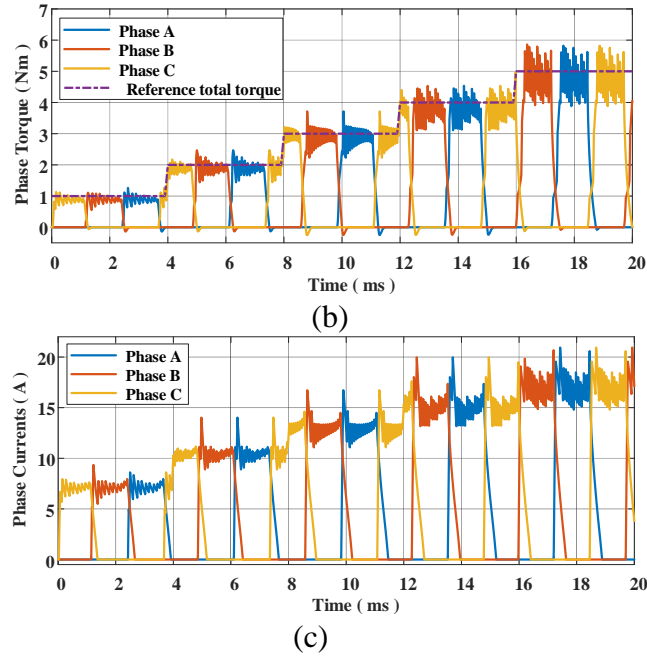 7
6
5
4
3
2
1
0
Phase Torque ( Nm )
Phase A
Phase B
Phase C
Reference total torque
0 2 4 6 8 10 12 14 16 18 20
Time ( ms )
(b)
20
15
10
5
0
Phase Currents ( A )
Phase A
Phase B
Phase C
0 2 4 6 8 10 12 14 16 18 20
Time ( ms )
(c)